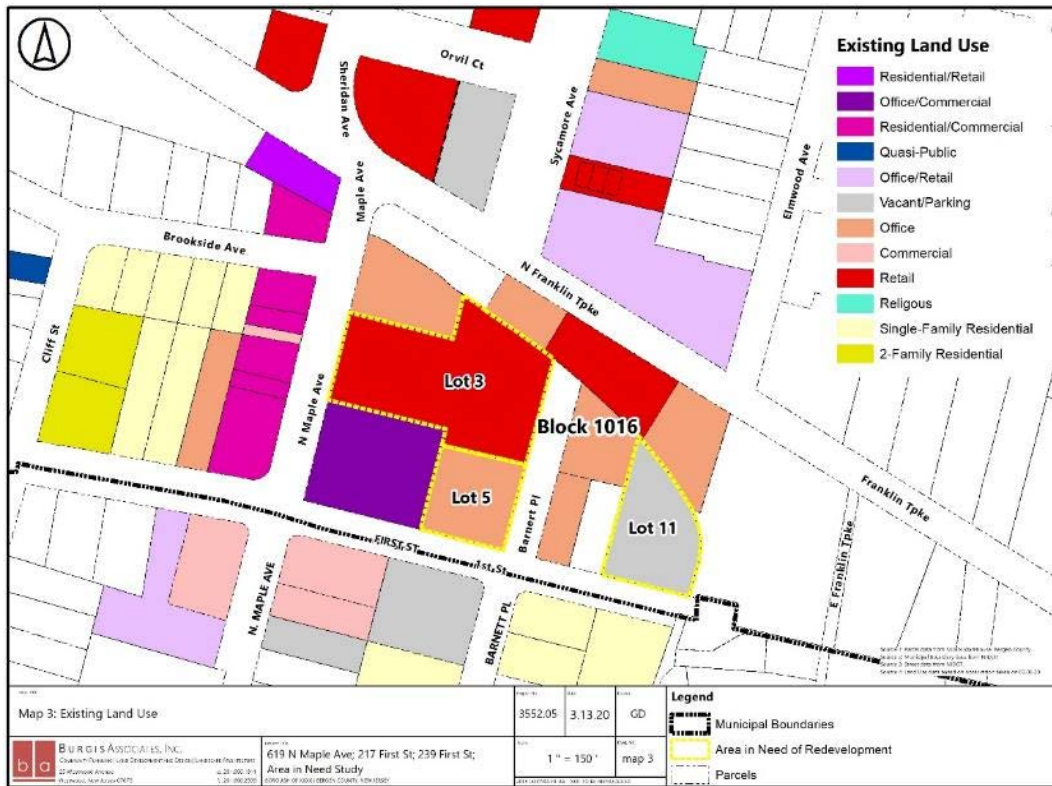 Orvil Ct
Sheridan Ave
Sycamore Ave
Elmwood Ave
Maple Ave
Brookside Ave
N Franklin Tpke
Cliff St
N Maple Ave
Lot 3
Block 1016
Lot 5
Lot 11
Barnert Pl
Franklin Tpke
FIRST ST
1st St
E Franklin Tpke
N. MAPLE AVE
BARNETT PL
Existing Land Use
Residential/Retail
Office/Commercial
Residential/Commercial
Quasi-Public
Office/Retail
Vacant/Parking
Office
Commercial
Retail
Religous
Single-Family Residential
2-Family Residential
Map 3: Existing Land Use
3552.05
3.13.20
GD
ba
BURGIS ASSOCIATES, INC.
619 N Maple Ave; 217 First St; 239 First St;
Area in Need Study
1" = 150'
map 3
Legend
Municipal Boundaries
Area in Need of Redevelopment
Parcels